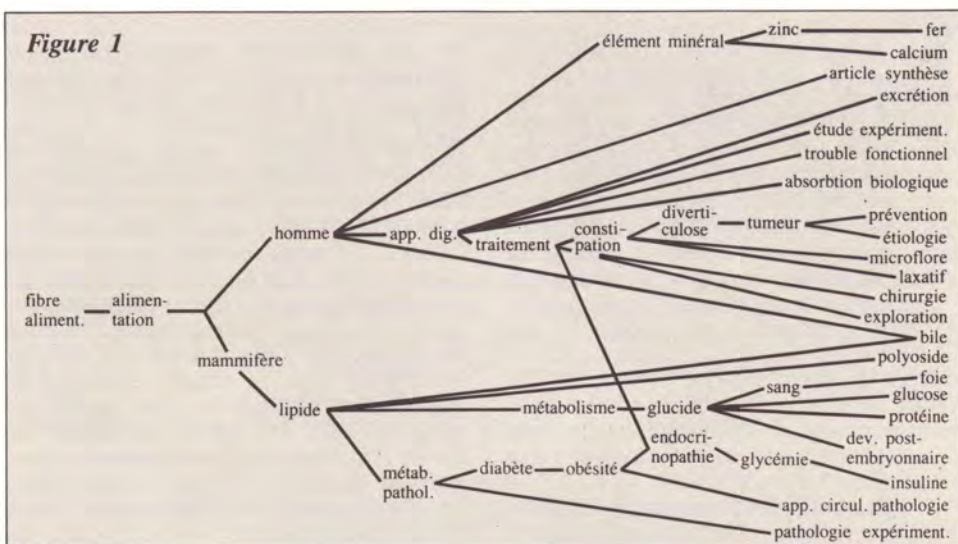 Figure 1
élément minéral
zinc
fer
calcium
article synthèse
excrétion
étude expériment.
trouble fonctionnel
absorbtion biologique
homme
app. dig.
traitement
consti-
pation
diverti-
culose
tumeur
prévention
étiologie
microflore
laxatif
chirurgie
exploration
bile
fibre
aliment.
alimen-
tation
mammifère
lipide
polyoside
métabolisme
glucide
sang
foie
glucose
protéine
dev. post-
embryonnaire
métab.
pathol.
diabète
obésité
endocri-
nopathie
glycémie
insuline
app. circul. pathologie
pathologie expériment.